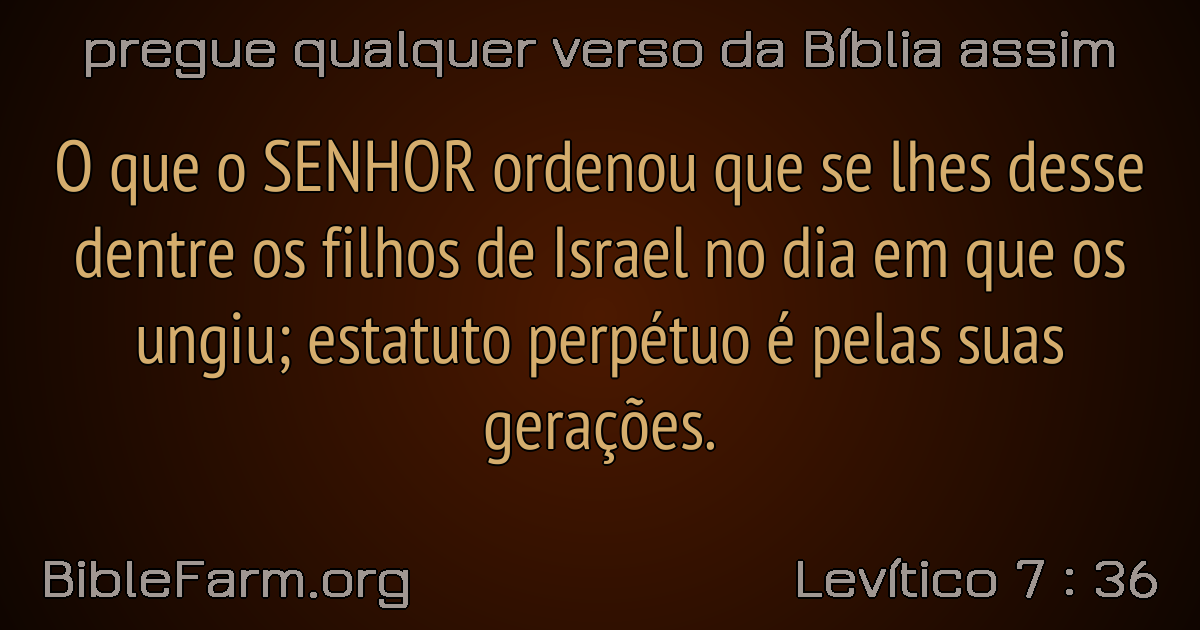 pregue qualquer verso da Bíblia assim
O que o SENHOR ordenou que se lhes desse
dentre os filhos de Israel no dia em que os
ungiu; estatuto perpétuo é pelas suas
gerações.
BibleFarm.org
Levítico 7 : 36